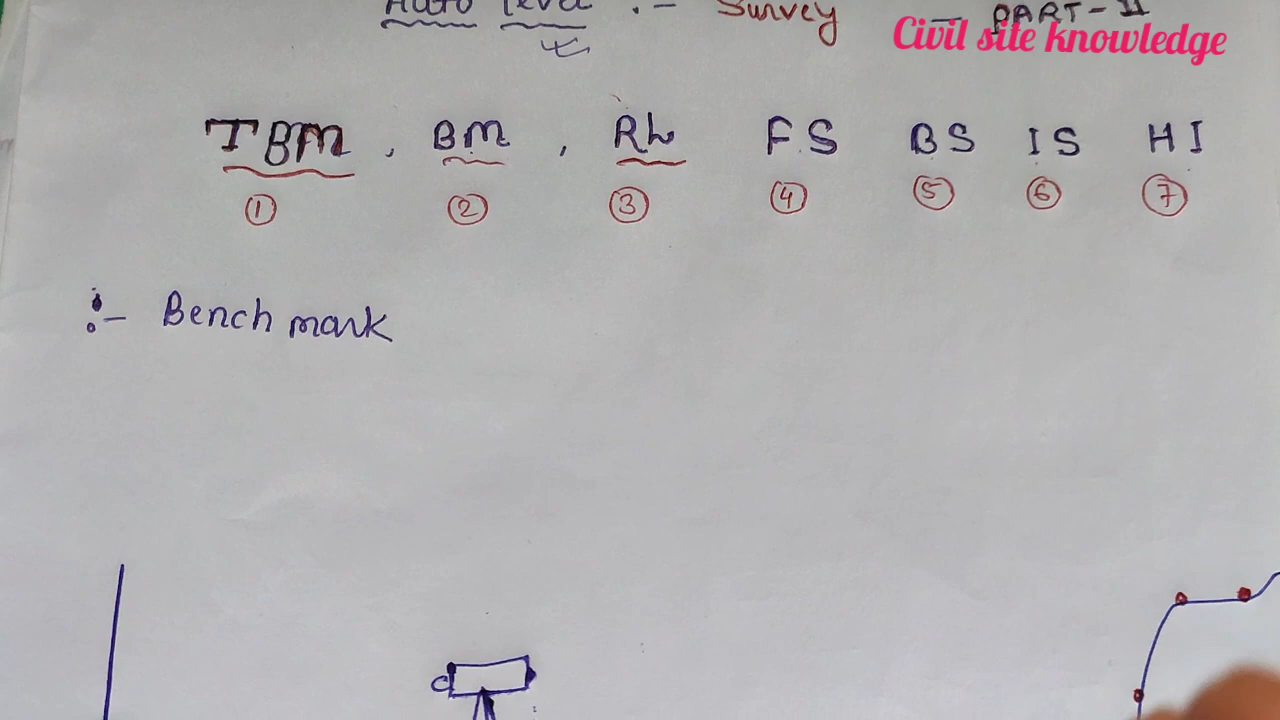 Auto level :- Survey - PART-II
Civil site knowledge
TBM , BM , RL FS BS IS HI
① ② ③ ④ ⑤ ⑥ ⑦
:- Bench mark